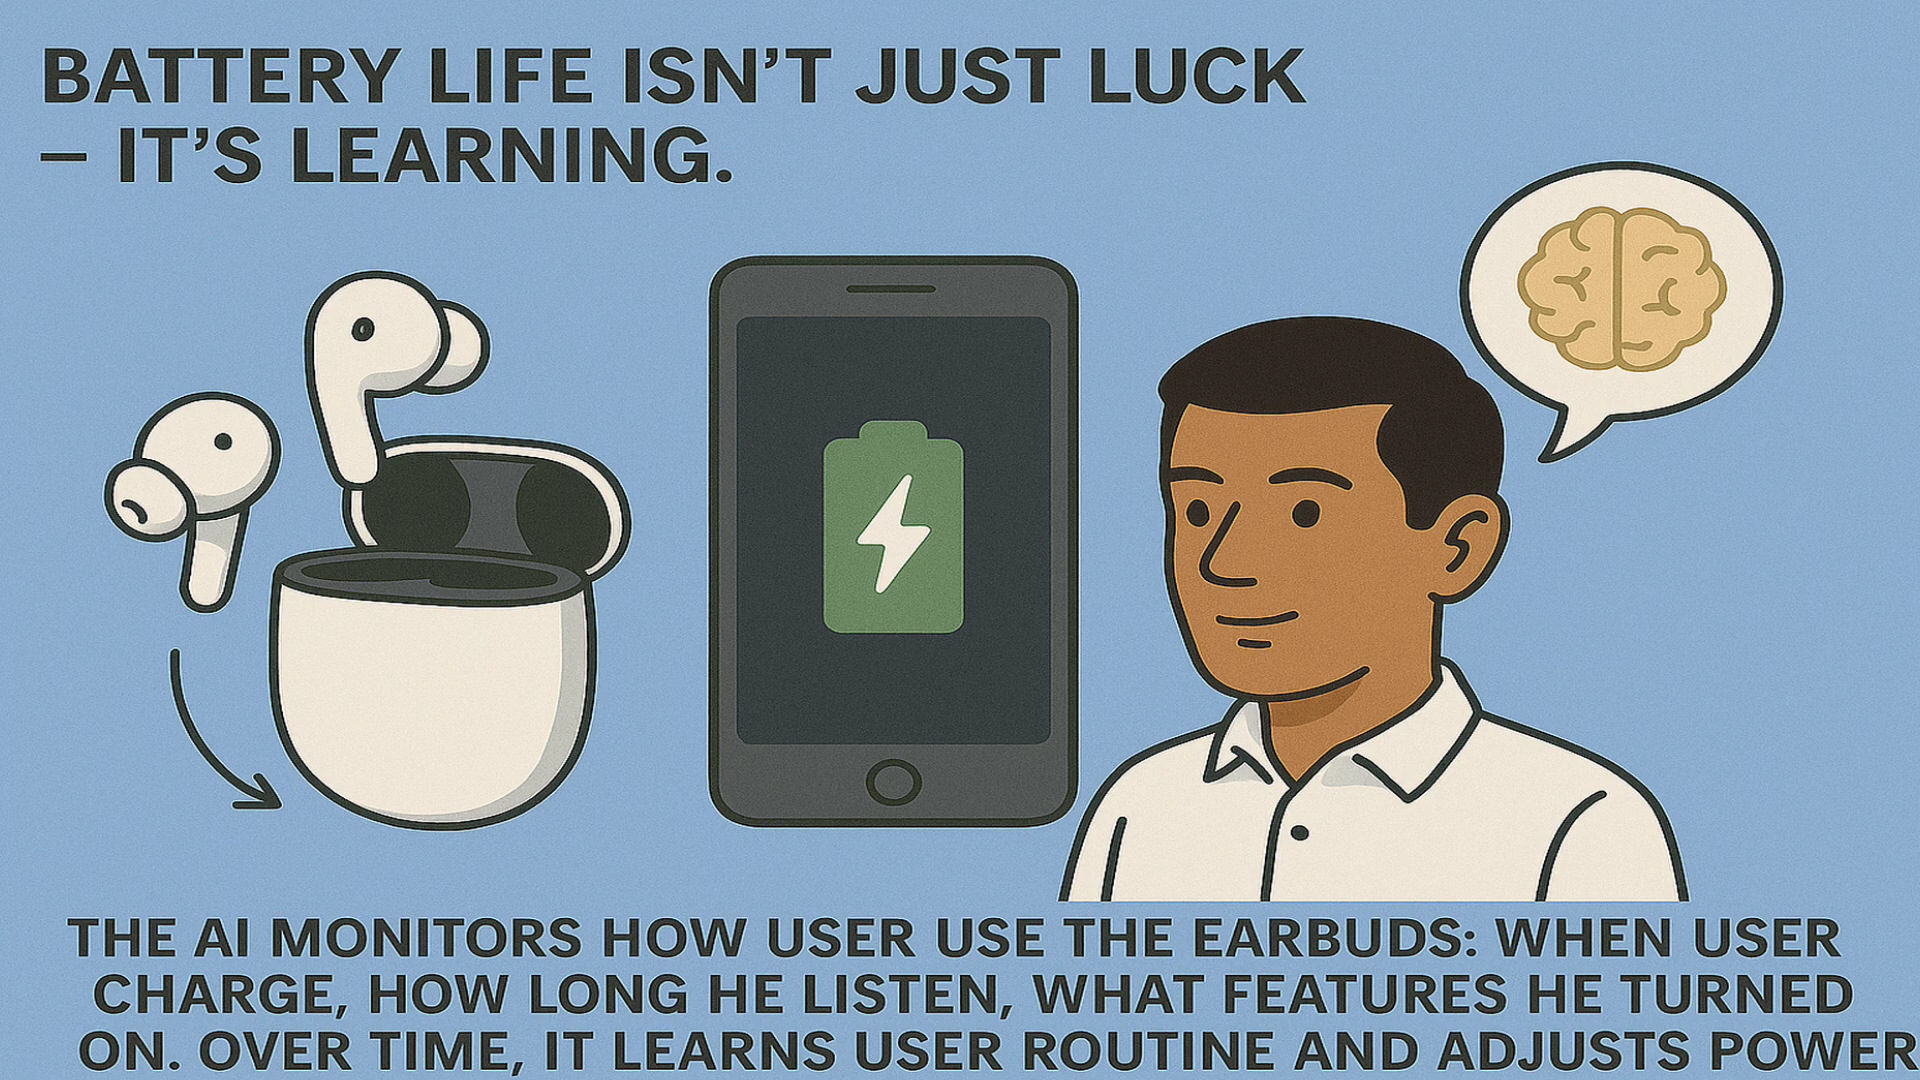 BATTERY LIFE ISN’T JUST LUCK
– IT’S LEARNING.
THE AI MONITORS HOW USER USE THE EARBUDS: WHEN USER
CHARGE, HOW LONG HE LISTEN, WHAT FEATURES HE TURNED
ON. OVER TIME, IT LEARNS USER ROUTINE AND ADJUSTS POWER